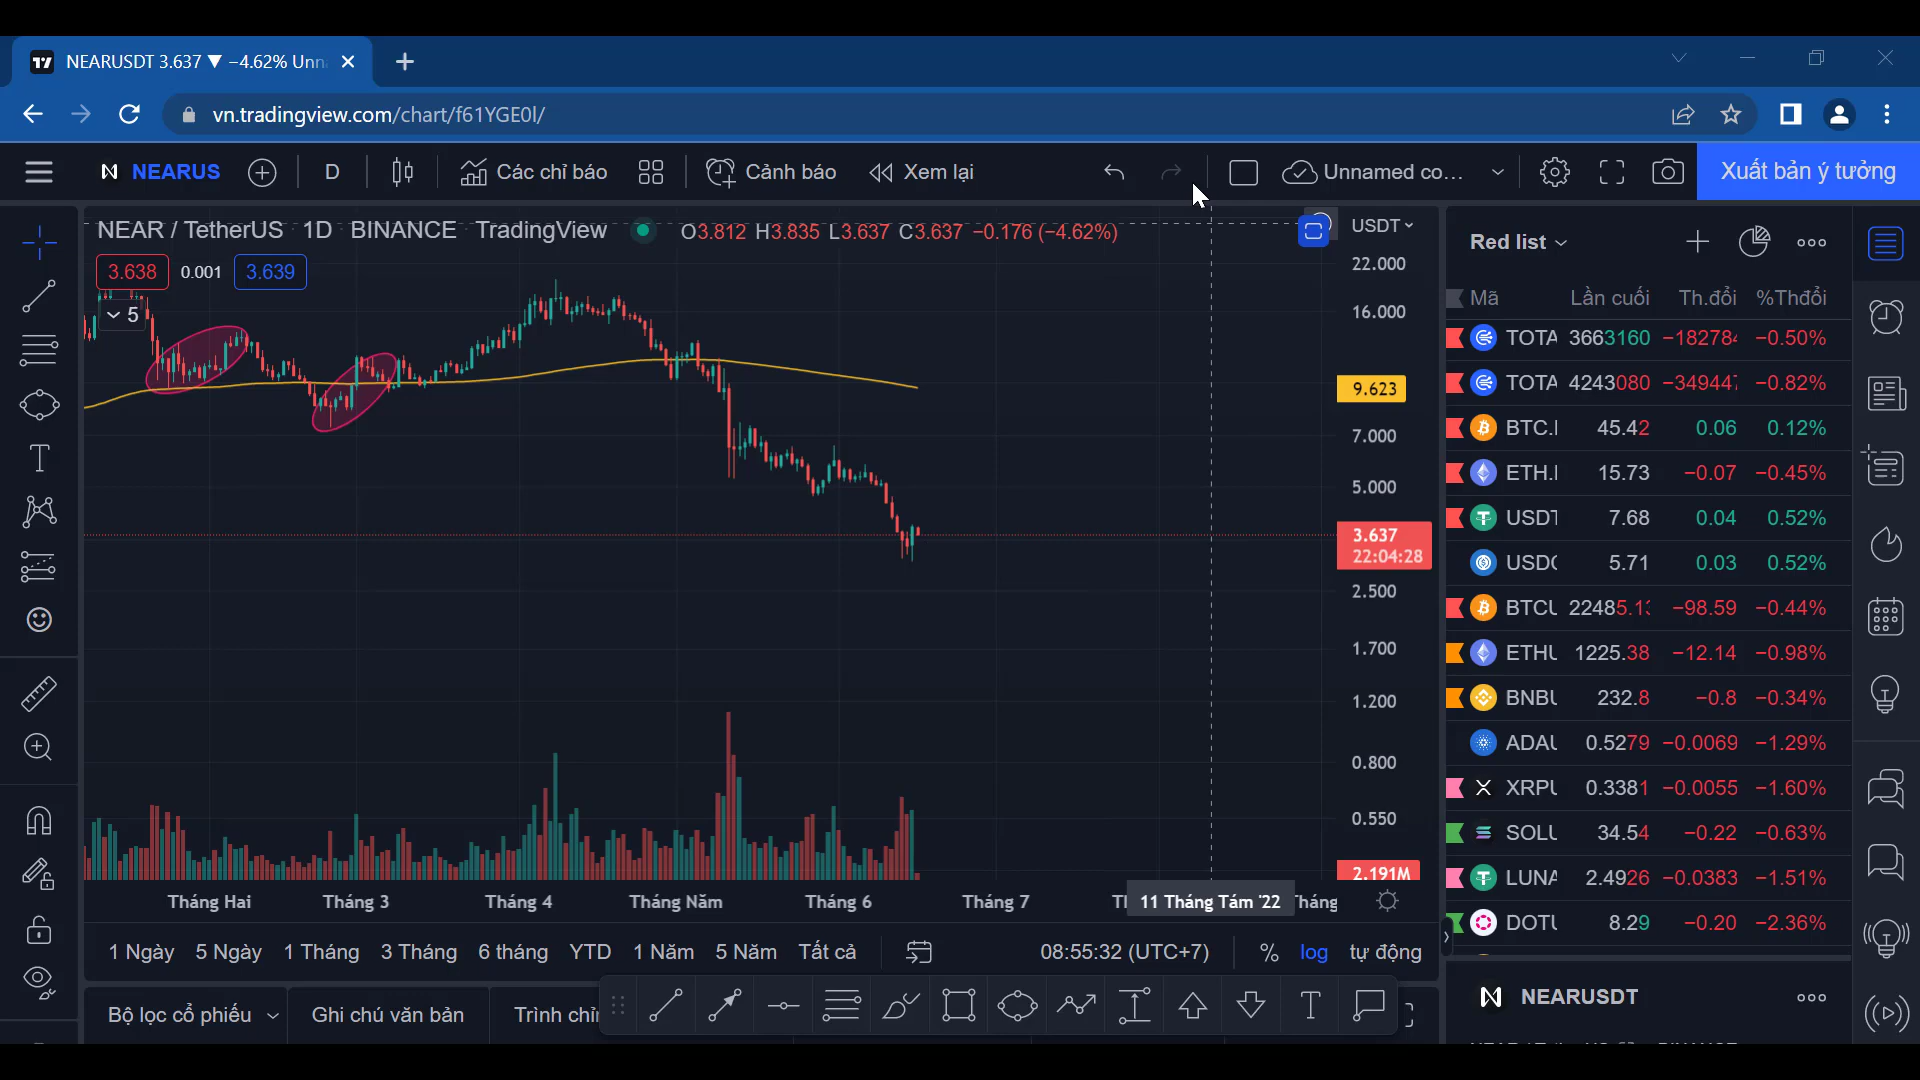 NEARUSDT 3.637 ▼ −4.62% Unn
vn.tradingview.com/chart/f61YGE0l/
NEARUS D Các chỉ báo Cảnh báo Xem lại Unnamed co... Xuất bản ý tưởng
NEAR / TetherUS 1D BINANCE TradingView O3.812 H3.835 L3.637 C3.637 −0.176 (−4.62%)
3.638 0.001 3.639
5
USDT
22.000
16.000
9.623
7.000
5.000
3.637
22:04:28
2.500
1.700
1.200
0.800
0.550
2.191M
Tháng Hai Tháng 3 Tháng 4 Tháng Năm Tháng 6 Tháng 7 11 Tháng Tám '22
1 Ngày 5 Ngày 1 Tháng 3 Tháng 6 tháng YTD 1 Năm 5 Năm Tất cả 08:55:32 (UTC+7) % log tự động
Bộ lọc cổ phiếu Ghi chú văn bản Trình chỉn
Red list
Mã Lần cuối Th.đổi %Thđổi
TOTA 3663160 −182784 −0.50%
TOTA 4243080 −349447 −0.82%
BTC.I 45.42 0.06 0.12%
ETH.I 15.73 −0.07 −0.45%
USDT 7.68 0.04 0.52%
USDC 5.71 0.03 0.52%
BTCU 22485.13 −98.59 −0.44%
ETHU 1225.38 −12.14 −0.98%
BNBU 232.8 −0.8 −0.34%
ADAU 0.5279 −0.0069 −1.29%
XRPU 0.3381 −0.0055 −1.60%
SOLU 34.54 −0.22 −0.63%
LUNA 2.4926 −0.0383 −1.51%
DOTU 8.29 −0.20 −2.36%
NEARUSDT